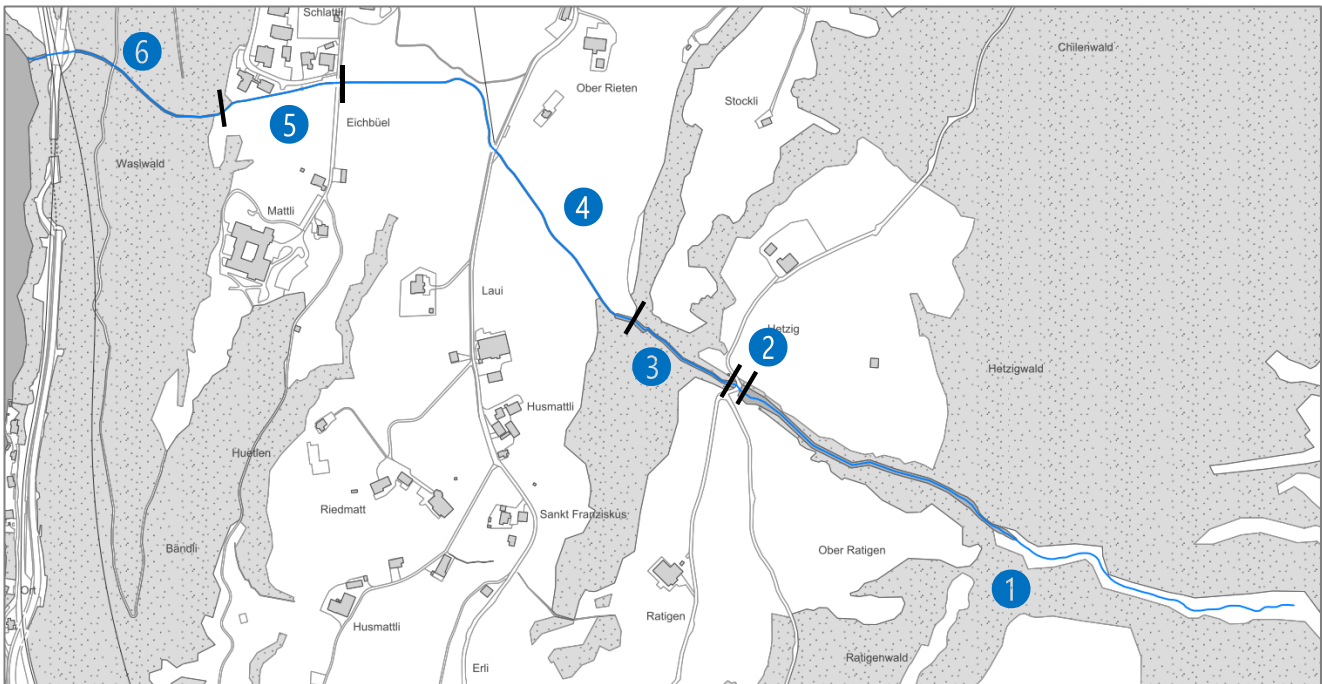 Schlattli
Chilenwald
6
Ober Rieten
Stockli
5
Eichbüel
Waslwald
4
Mattli
Laui
Hetzig
2
3
Hetzigwald
Husmattli
Huetlen
Riedmatt
Sankt Franziskus
Bändli
Ober Ratigen
Ort
1
Ratigen
Husmattli
Ratigenwald
Erli